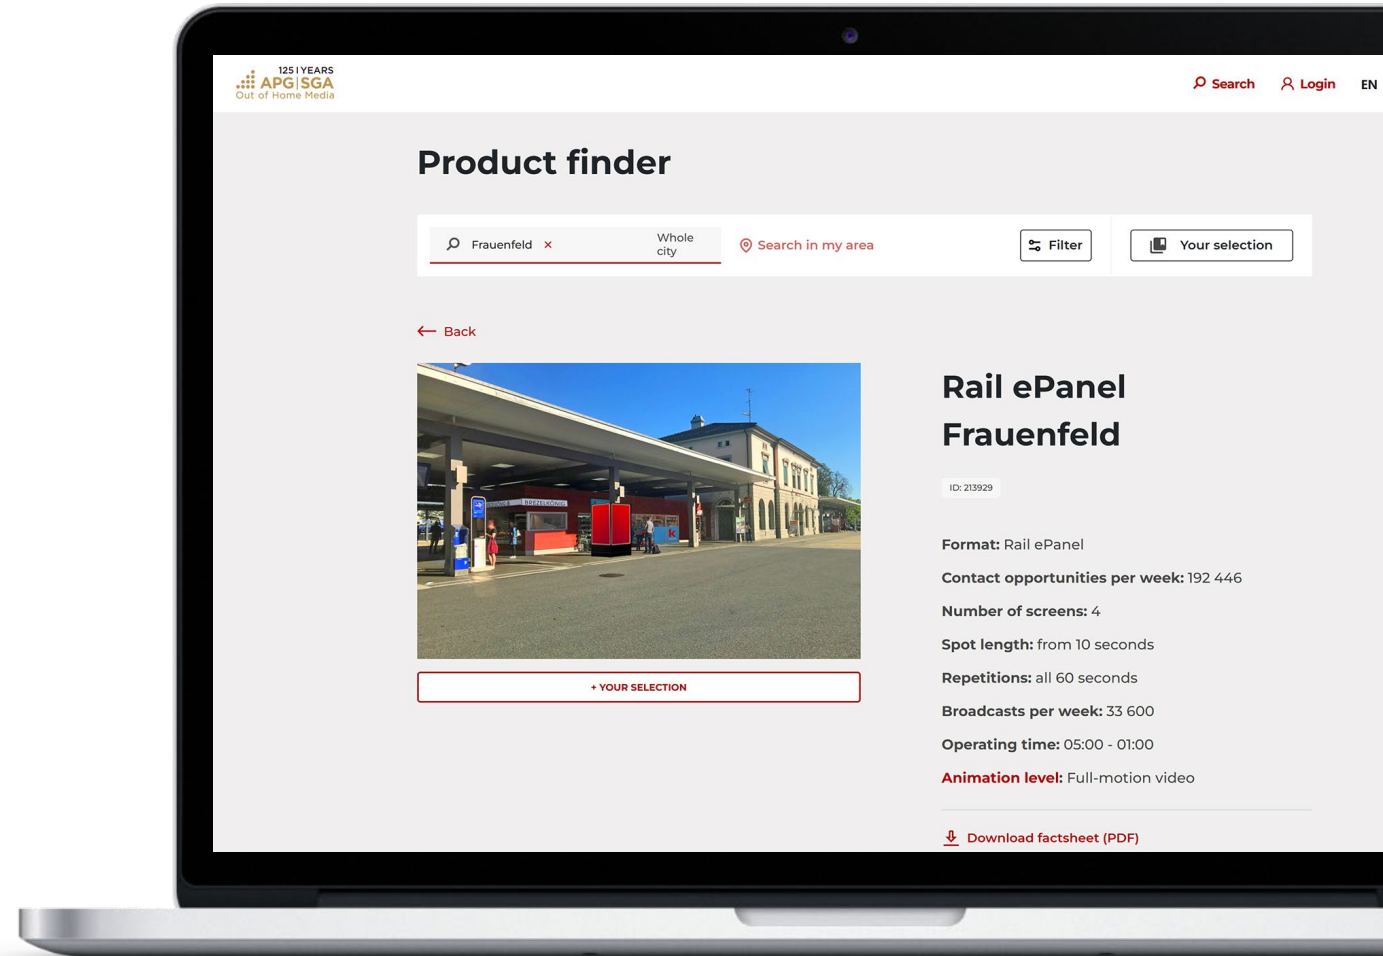 125 | YEARS
APG|SGA
Out of Home Media
Search
Login
EN
Product finder
Frauenfeld
Whole
city
Search in my area
Filter
Your selection
Back
BREZELKÖNIG
k
+ YOUR SELECTION
Rail ePanel
Frauenfeld
ID: 213929
Format: Rail ePanel
Contact opportunities per week: 192 446
Number of screens: 4
Spot length: from 10 seconds
Repetitions: all 60 seconds
Broadcasts per week: 33 600
Operating time: 05:00 - 01:00
Animation level: Full-motion video
Download factsheet (PDF)